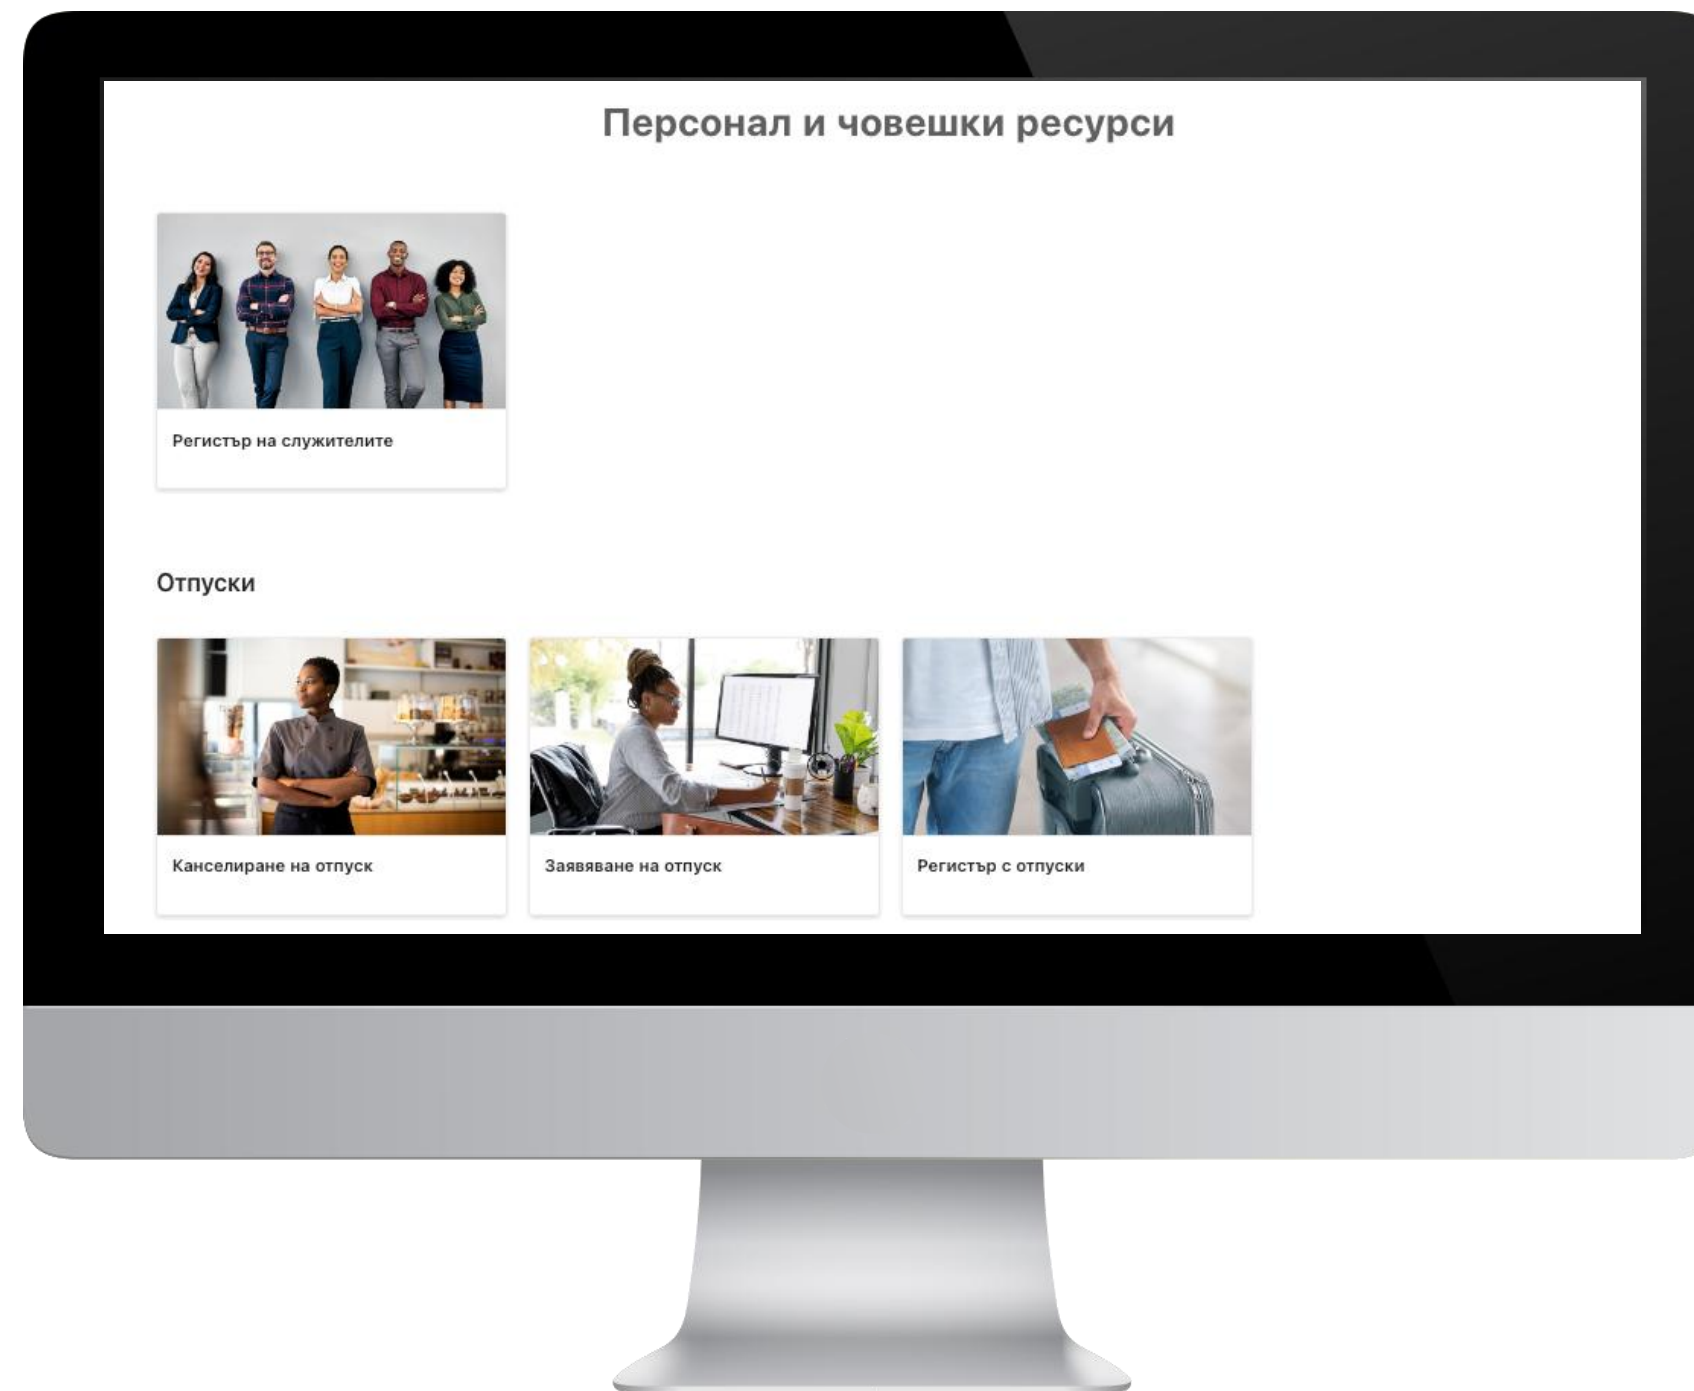 Персонал и човешки ресурси
Регистър на служителите
Отпуски
Канселиране на отпуск
Заявяване на отпуск
Регистър с отпуски